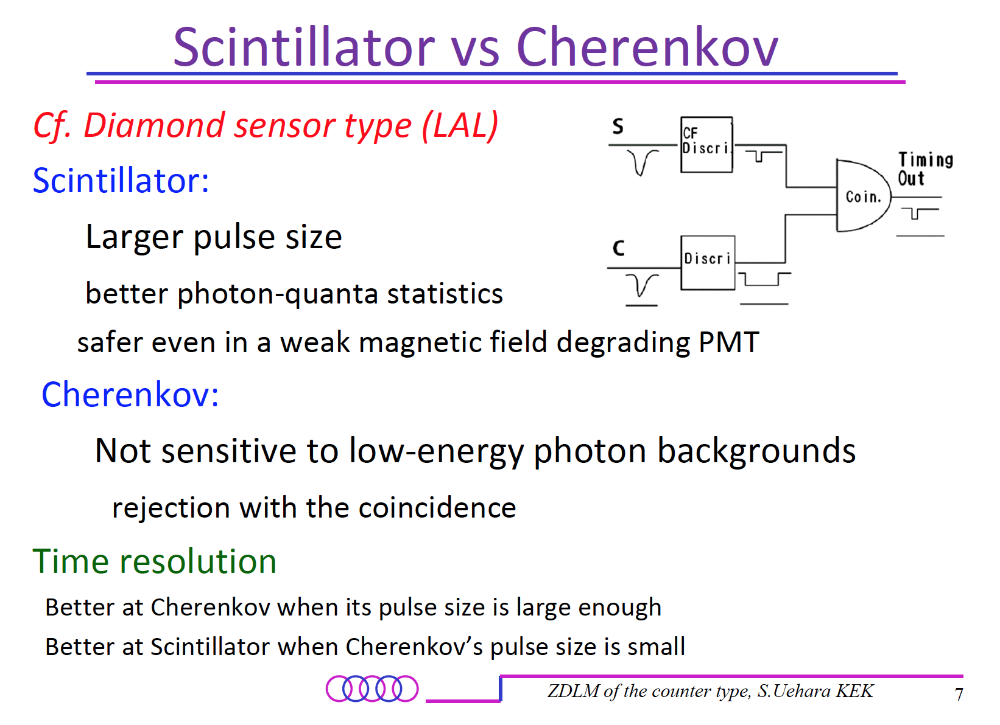 Scintillator vs Cherenkov
Cf. Diamond sensor type (LAL)
Scintillator:
Larger pulse size
better photon-quanta statistics
safer even in a weak magnetic field degrading PMT
S
CF
Discri.
Coin.
Timing
Out
C
Discri
Cherenkov:
Not sensitive to low-energy photon backgrounds
rejection with the coincidence
Time resolution
Better at Cherenkov when its pulse size is large enough
Better at Scintillator when Cherenkov’s pulse size is small
ZDLM of the counter type, S.Uehara KEK
7